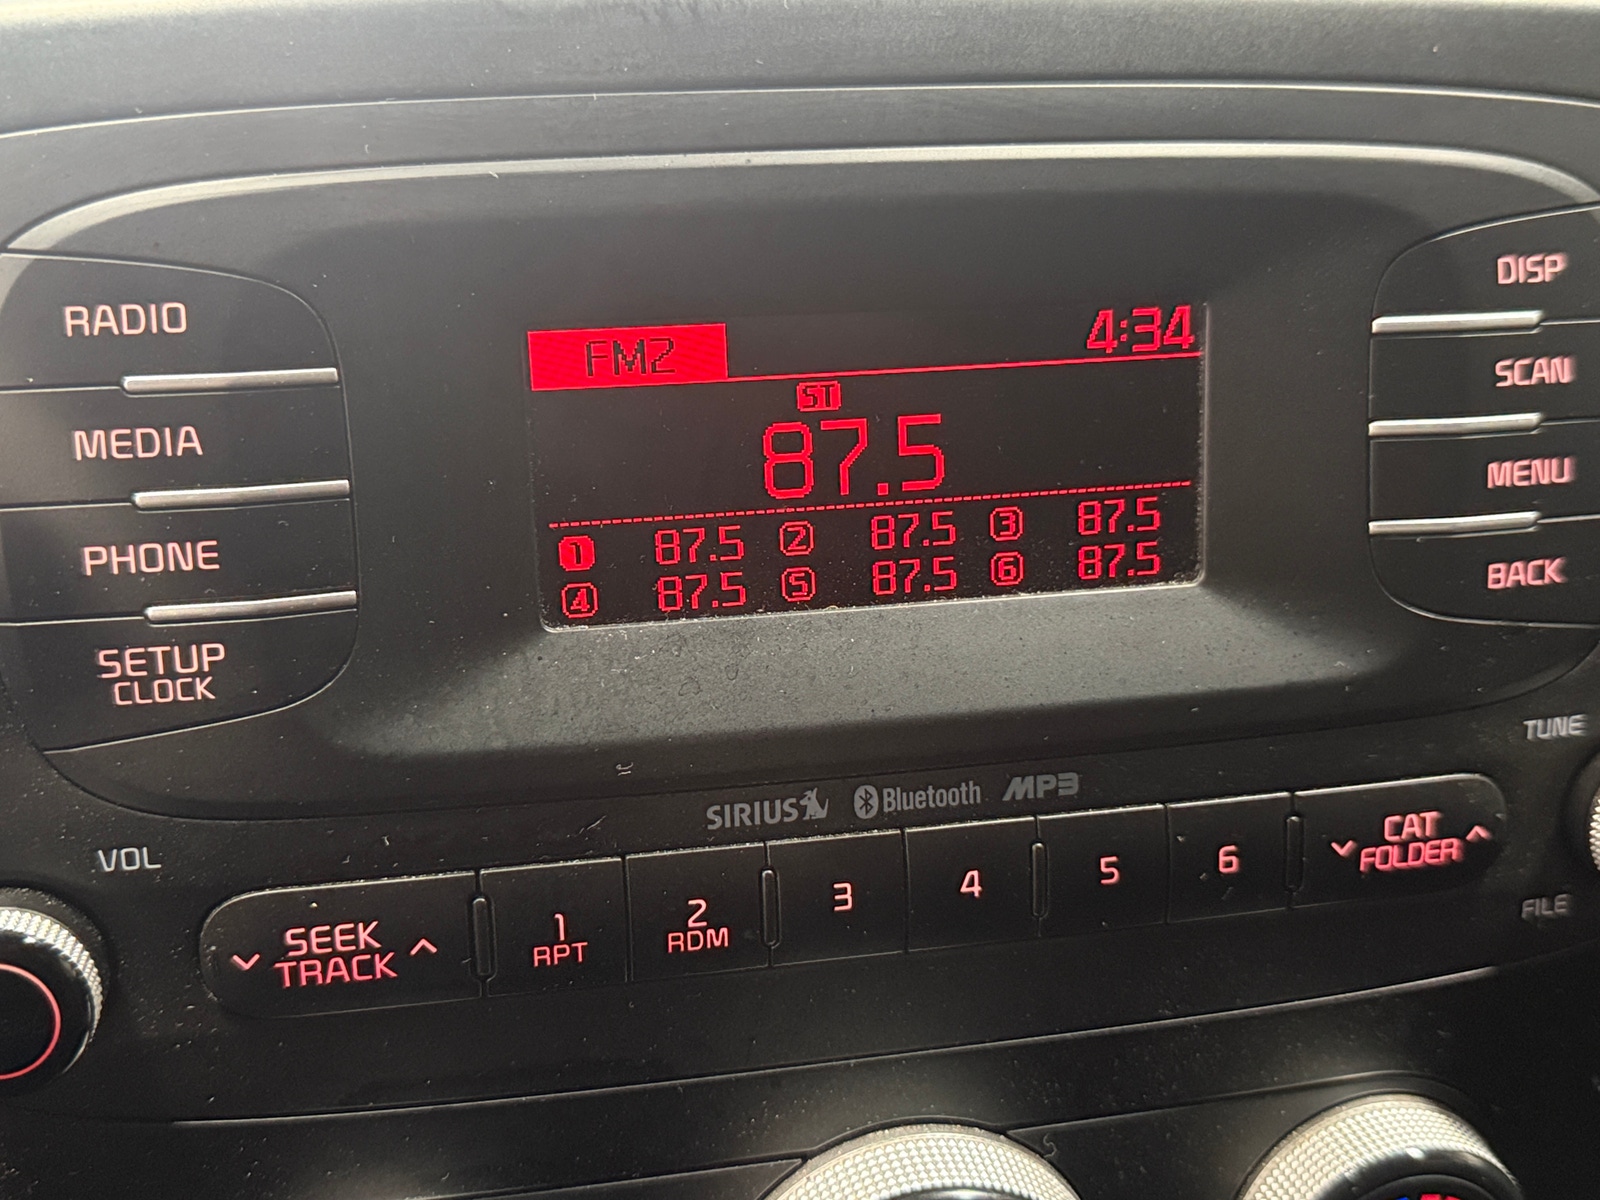 RADIO
MEDIA
PHONE
SETUP
CLOCK
FM2
4:34
ST
87.5
1 87.5 2 87.5 3 87.5
4 87.5 5 87.5 6 87.5
DISP
SCAN
MENU
BACK
TUNE
FILE
SIRIUS Bluetooth MP3
VOL
SEEK
TRACK
1
RPT
2
RDM
3
4
5
6
CAT
FOLDER